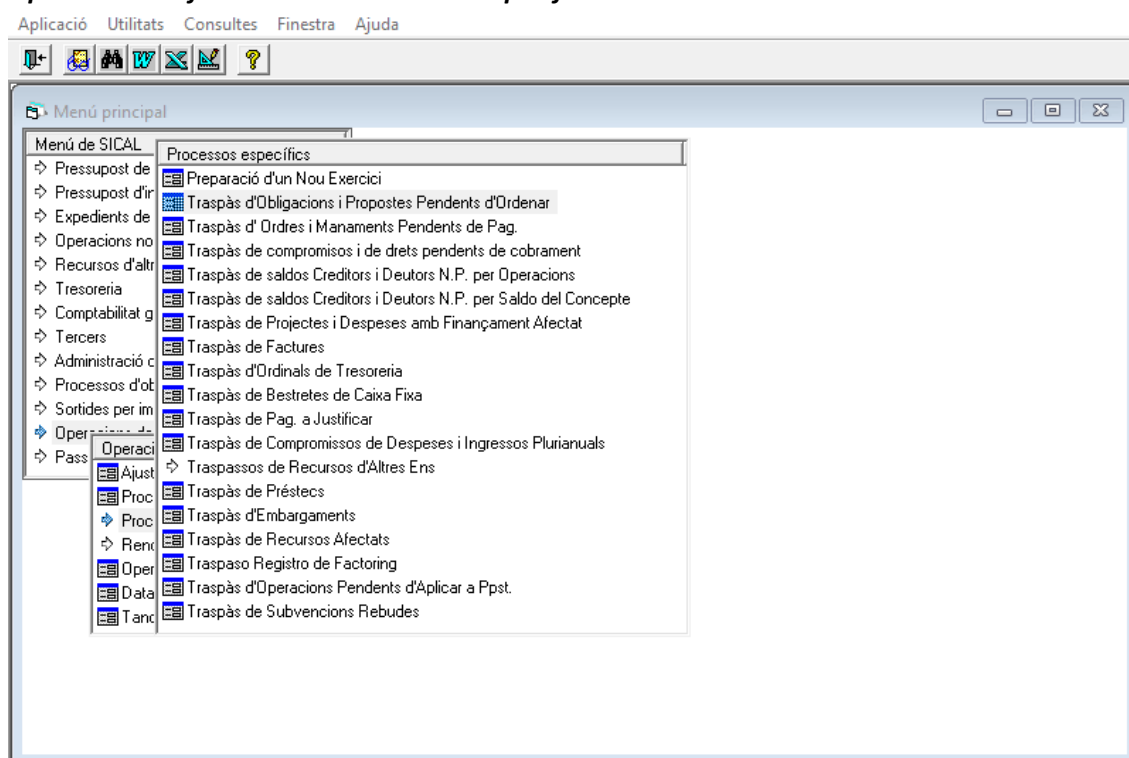 Aplicació Utilitats Consultes Finestra Ajuda
Menú principal
Menú de SICAL
Pressupost de
Pressupost d'in
Expedients de
Operacions no
Recursos d'altr
Tresoreria
Comptabilitat g
Tercers
Administració c
Processos d'ob
Sortides per im
Operacions de
Pass
Operaci
Ajust
Proc
Proc
Rend
Oper
Data
Tanc
Processos específics
Preparació d'un Nou Exercici
Traspàs d'Obligacions i Propostes Pendents d'Ordenar
Traspàs d' Ordres i Manaments Pendents de Pag.
Traspàs de compromisos i de drets pendents de cobrament
Traspàs de saldos Creditors i Deutors N.P. per Operacions
Traspàs de saldos Creditors i Deutors N.P. per Saldo del Concepte
Traspàs de Projectes i Despeses amb Finançament Afectat
Traspàs de Factures
Traspàs d'Ordinals de Tresoreria
Traspàs de Bestretes de Caixa Fixa
Traspàs de Pag. a Justificar
Traspàs de Compromissos de Despeses i Ingressos Plurianuals
Traspassos de Recursos d'Altres Ens
Traspàs de Préstecs
Traspàs d'Embargaments
Traspàs de Recursos Afectats
Traspaso Registro de Factoring
Traspàs d'Operacions Pendents d'Aplicar a Ppst.
Traspàs de Subvencions Rebudes